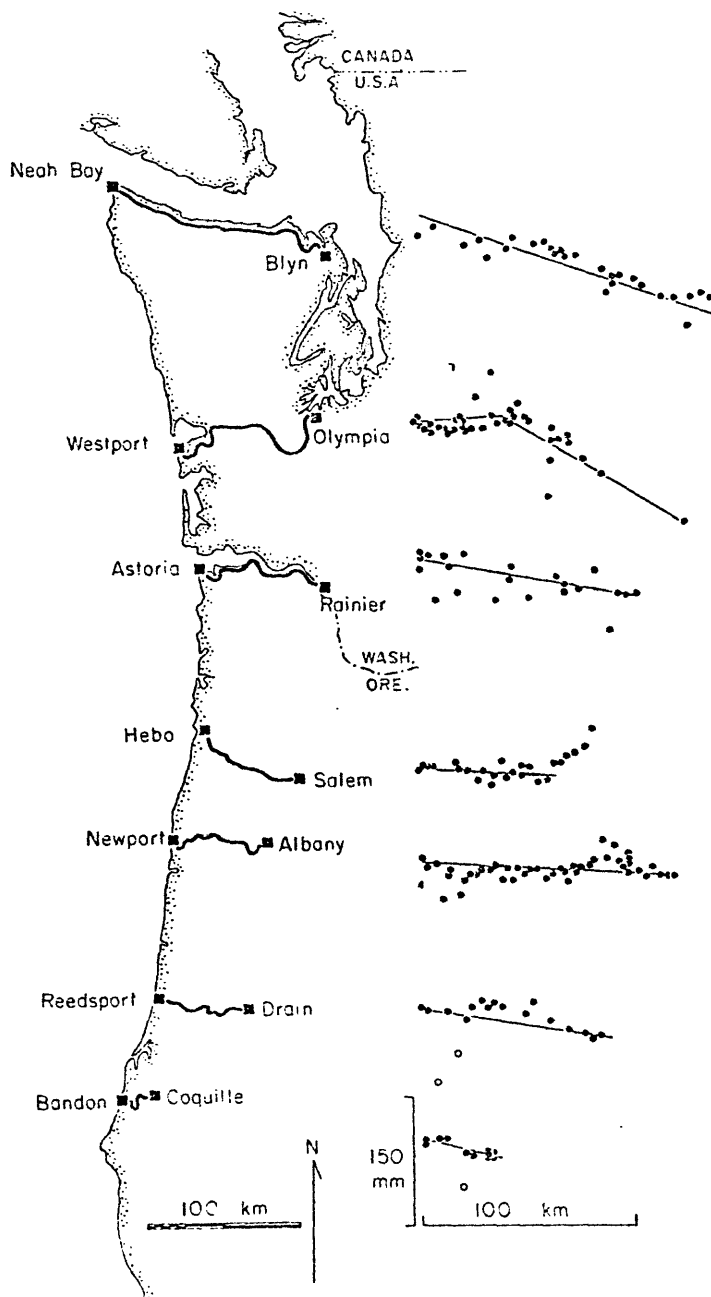 CANADA
U.S.A
Neah Bay
Blyn
Westport
Olympia
Astoria
Rainier
WASH.
ORE.
Hebo
Salem
Newport
Albany
Reedsport
Drain
Bandon
Coquille
N
150
mm
100 km
100 km